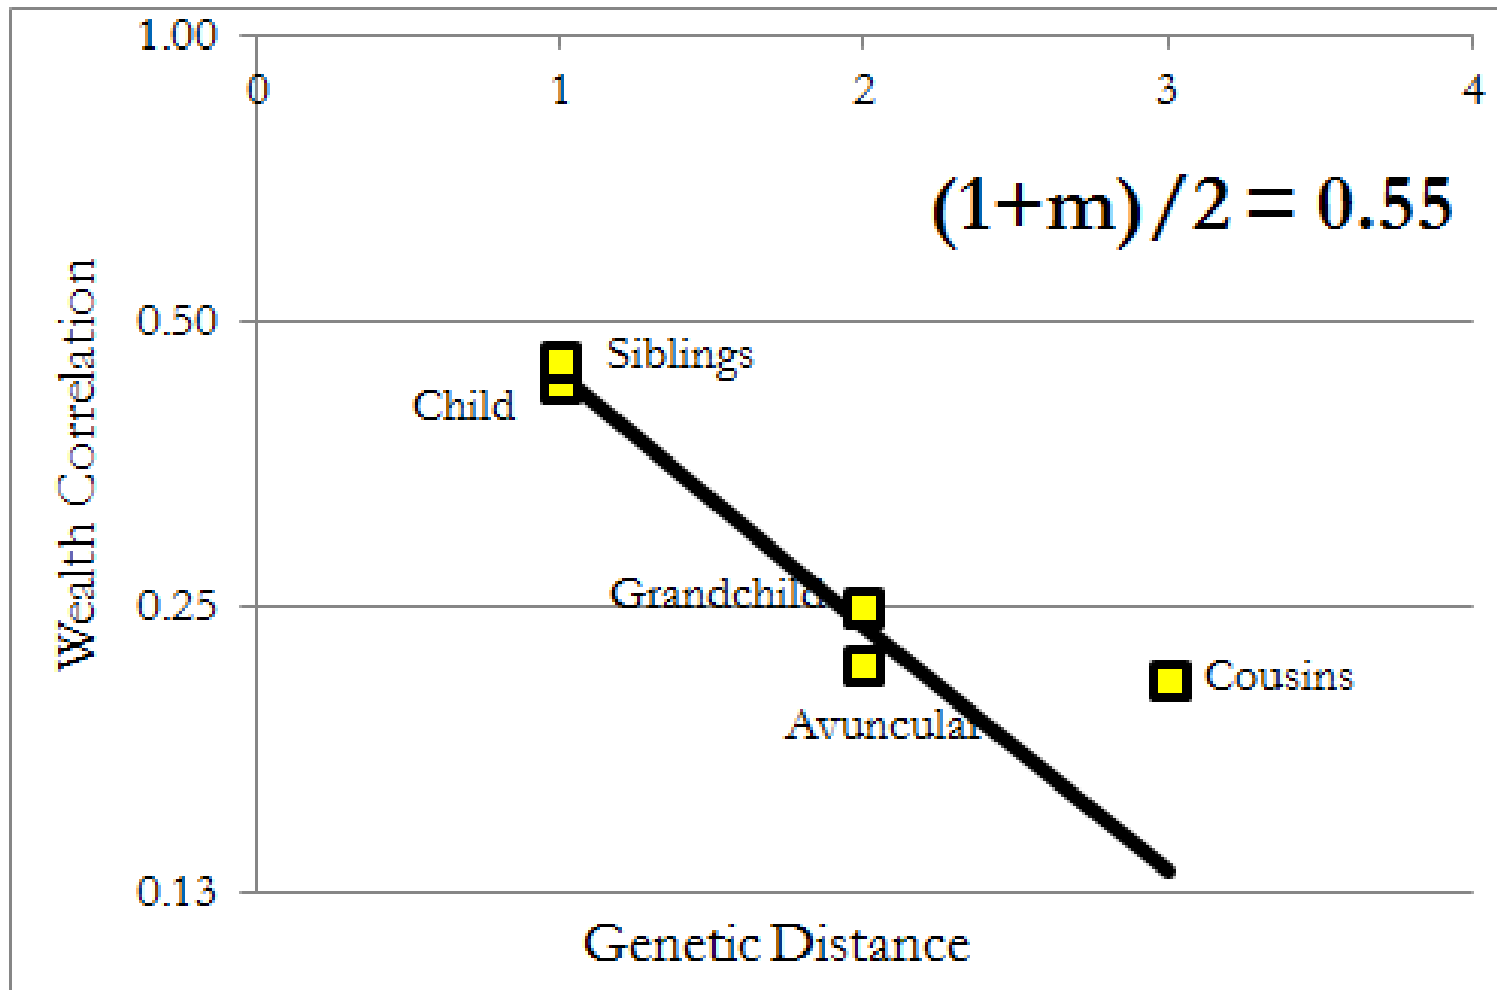 1.00
0 1 2 3 4
(1+m)/2 = 0.55
0.50
Siblings
Child
Wealth Correlation
Grandchild
0.25
Cousins
Avuncular
0.13
Genetic Distance